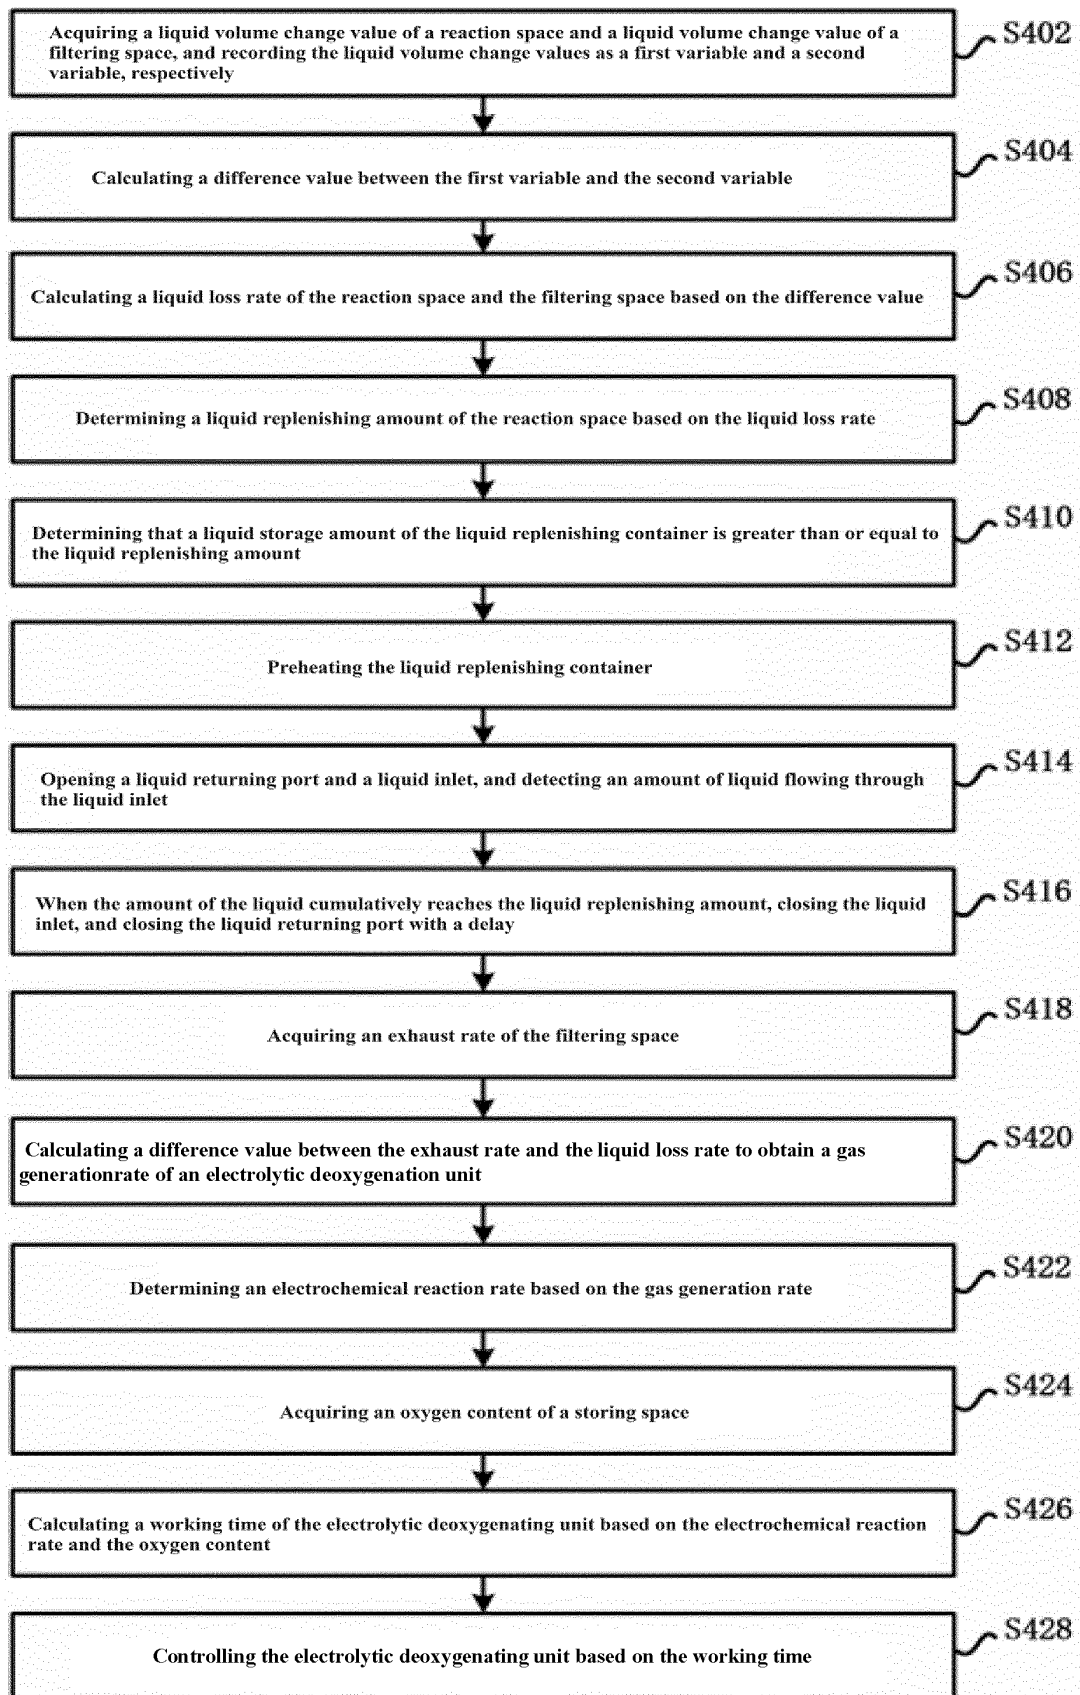 Acquiring a liquid volume change value of a reaction space and a liquid volume change value of a
filtering space, and recording the liquid volume change values as a first variable and a second
variable, respectively
S402
Calculating a difference value between the first variable and the second variable
S404
Calculating a liquid loss rate of the reaction space and the filtering space based on the difference value
S406
Determining a liquid replenishing amount of the reaction space based on the liquid loss rate
S408
Determining that a liquid storage amount of the liquid replenishing container is greater than or equal to
the liquid replenishing amount
S410
Preheating the liquid replenishing container
S412
Opening a liquid returning port and a liquid inlet, and detecting an amount of liquid flowing through
the liquid inlet
S414
When the amount of the liquid cumulatively reaches the liquid replenishing amount, closing the liquid
inlet, and closing the liquid returning port with a delay
S416
Acquiring an exhaust rate of the filtering space
S418
Calculating a difference value between the exhaust rate and the liquid loss rate to obtain a gas
generationrate of an electrolytic deoxygenation unit
S420
Determining an electrochemical reaction rate based on the gas generation rate
S422
Acquiring an oxygen content of a storing space
S424
Calculating a working time of the electrolytic deoxygenating unit based on the electrochemical reaction
rate and the oxygen content
S426
Controlling the electrolytic deoxygenating unit based on the working time
S428